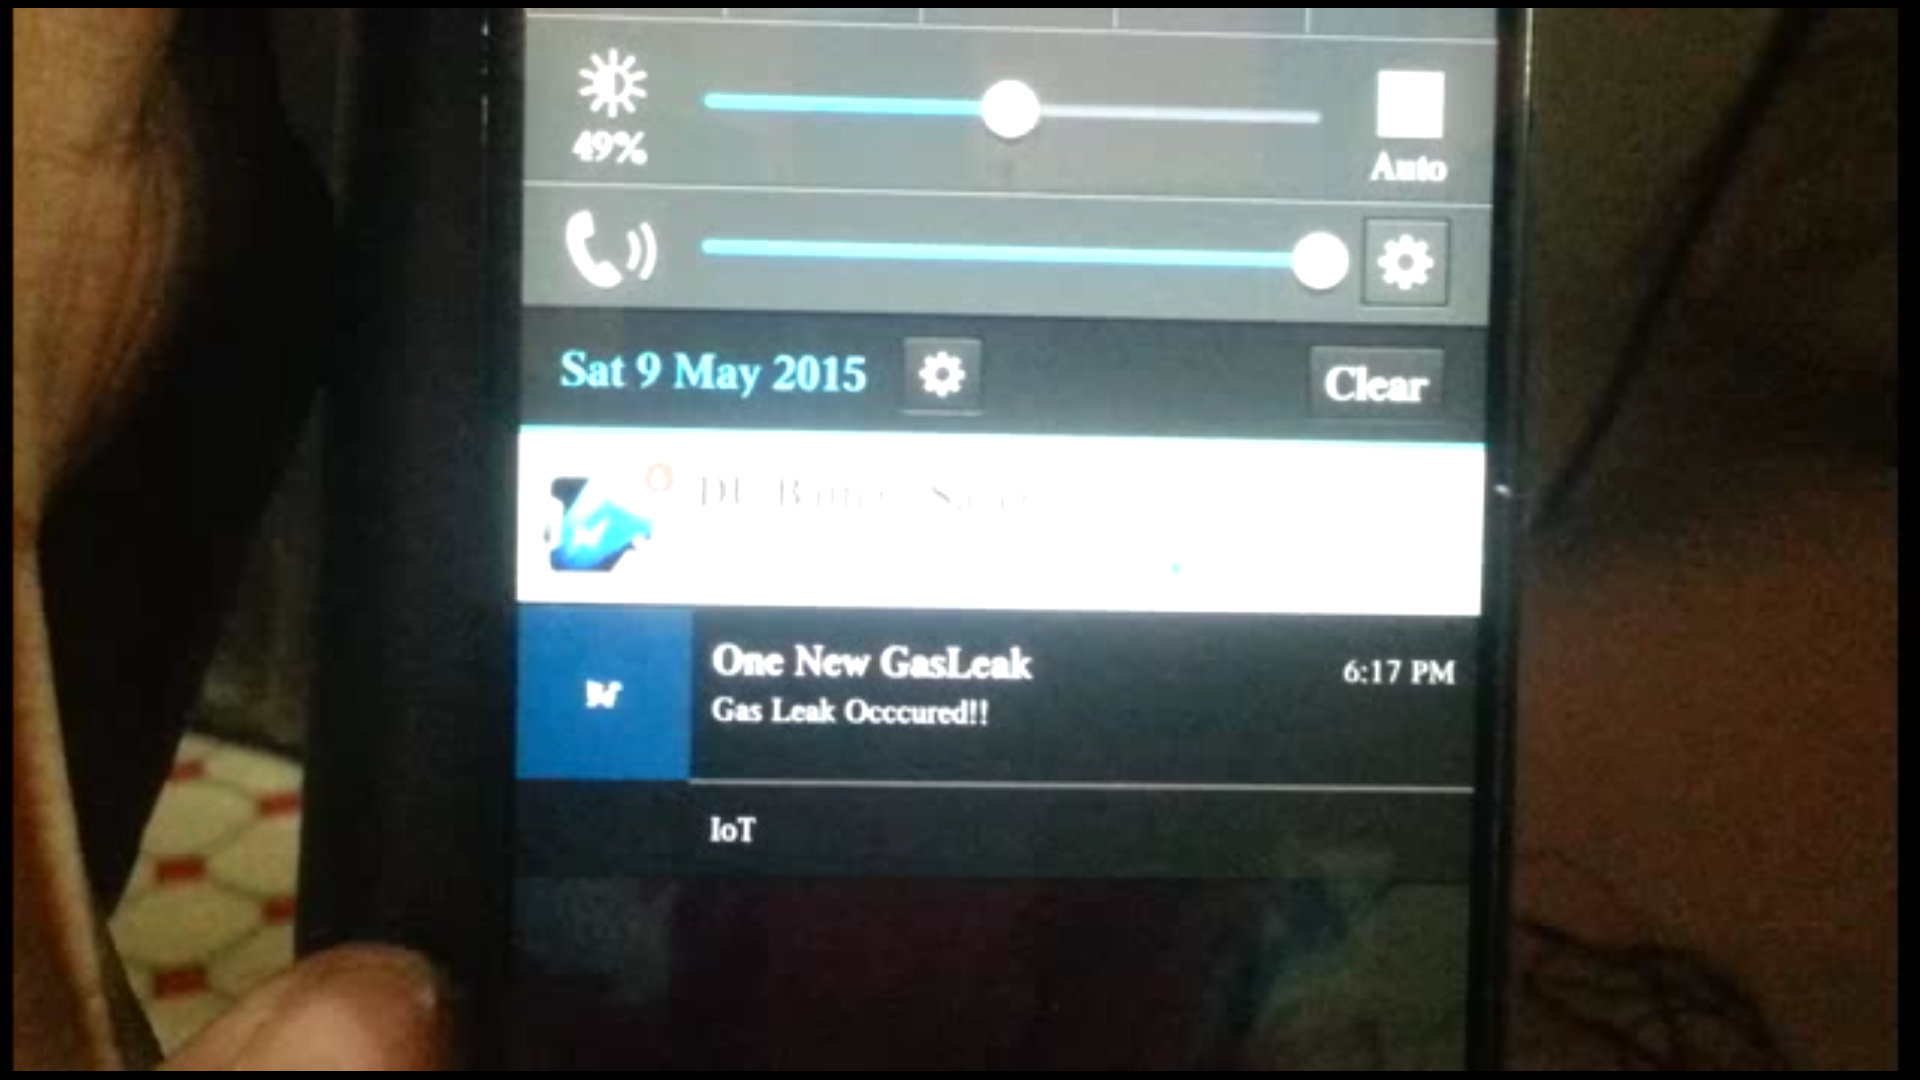 49%
Auto
Sat 9 May 2015
Clear
One New GasLeak
6:17 PM
Gas Leak Occcured!!
IoT